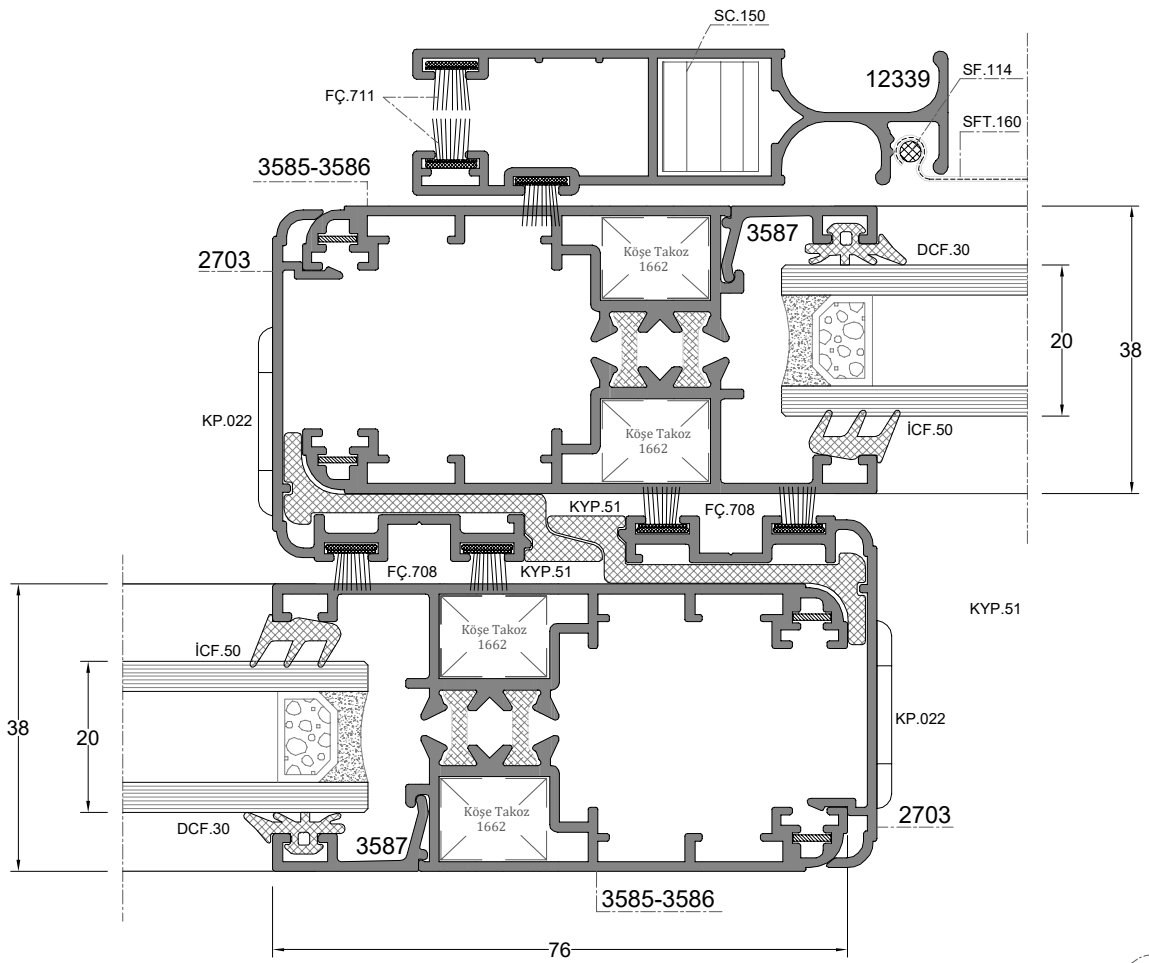 SC.150
12339
SF.114
FÇ.711
SFT.160
3585-3586
3587
Köşe Takoz
1662
DCF.30
2703
20
38
KP.022
Köşe Takoz
1662
İCF.50
KYP.51
FÇ.708
FÇ.708
KYP.51
KYP.51
Köşe Takoz
1662
İCF.50
38
20
KP.022
Köşe Takoz
1662
DCF.30
3587
2703
3585-3586
76